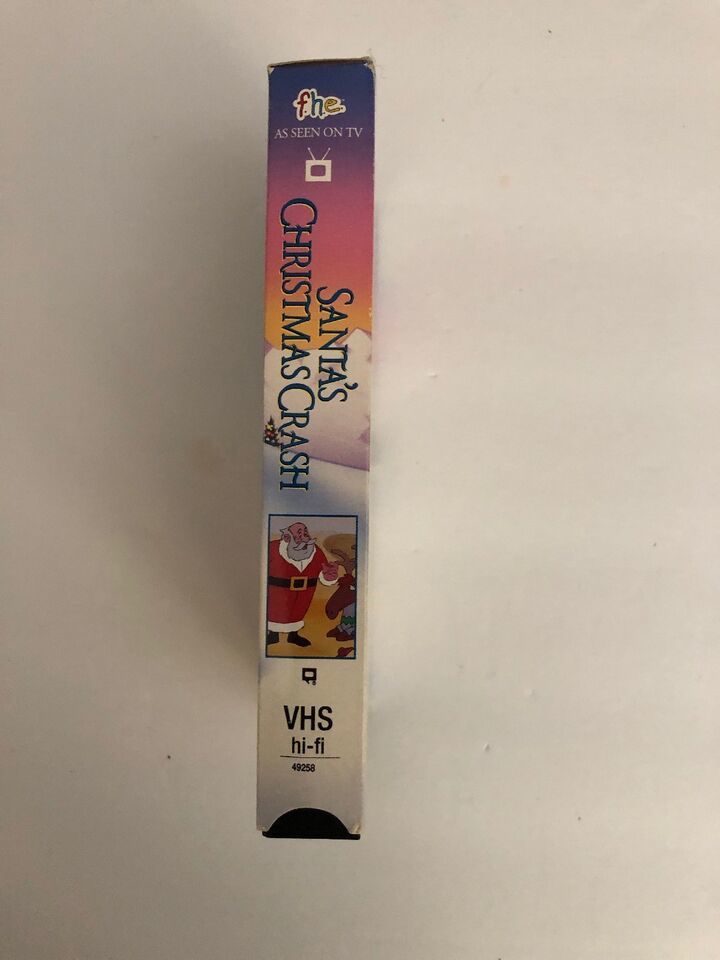 fhe
AS SEEN ON TV
SANTA'S
CHRISTMAS CRASH
VHS
hi-fi
49258